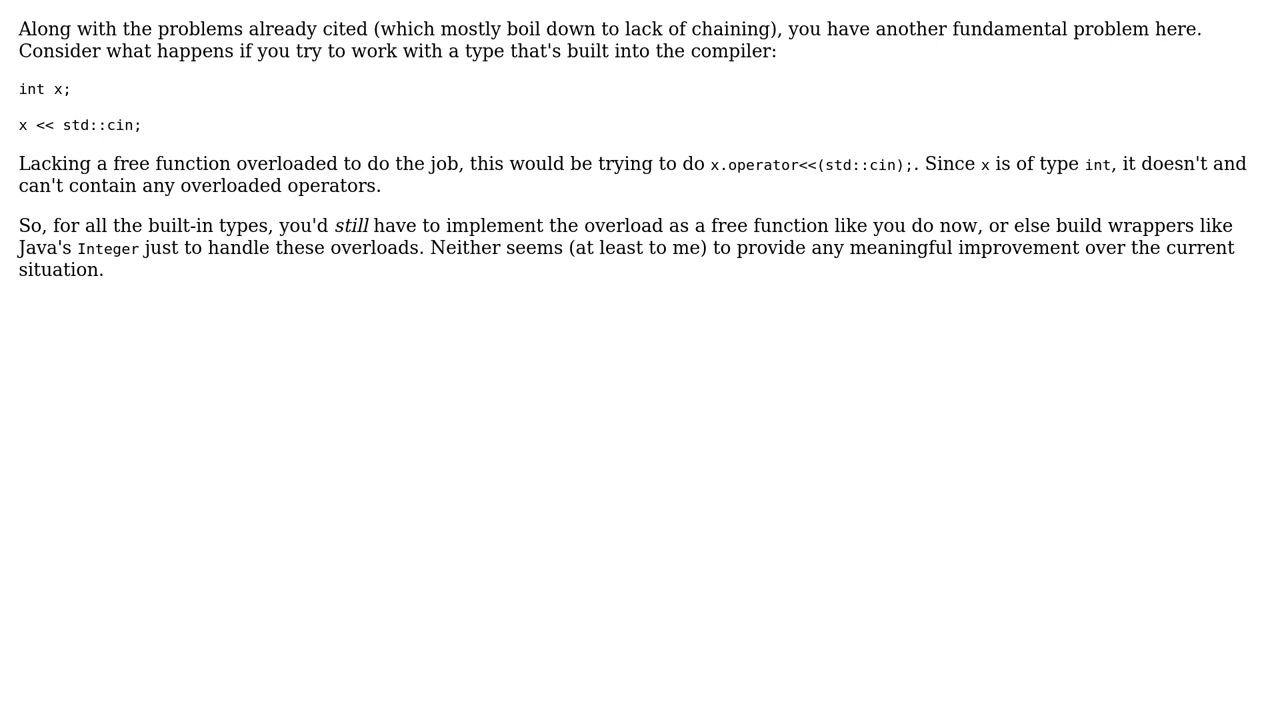 Along with the problems already cited (which mostly boil down to lack of chaining), you have another fundamental problem here.
Consider what happens if you try to work with a type that's built into the compiler:
int x;
x << std::cin;
Lacking a free function overloaded to do the job, this would be trying to do x.operator<<(std::cin);. Since x is of type int, it doesn't and
can't contain any overloaded operators.
So, for all the built-in types, you'd still have to implement the overload as a free function like you do now, or else build wrappers like
Java's Integer just to handle these overloads. Neither seems (at least to me) to provide any meaningful improvement over the current
situation.